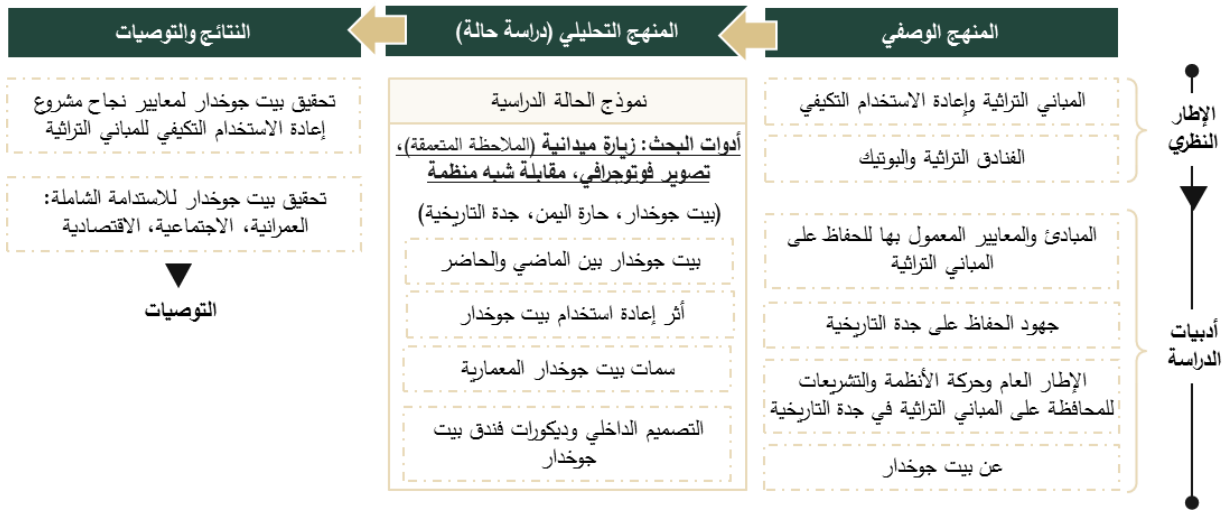 المنهج الوصفي
المنهج التحليلي (دراسة حالة)
النتائج والتوصيات
الإطار
النظري
المباني التراثية وإعادة الاستخدام التكيفي
الفنادق التراثية والبوتيك
أدبيات
الدراسة
المبادئ والمعايير المعمول بها للحفاظ على
المباني التراثية
جهود الحفاظ على جدة التاريخية
الإطار العام وحركة الأنظمة والتشريعات
للمحافظة على المباني التراثية في جدة التاريخية
عن بيت جوخدار
نموذج الحالة الدراسية
أدوات البحث: زيارة ميدانية (الملاحظة المتعمقة)،
تصوير فوتوجرافي، مقابلة شبه منظمة
(بيت جوخدار، حارة اليمن، جدة التاريخية)
بيت جوخدار بين الماضي والحاضر
أثر إعادة استخدام بيت جوخدار
سمات بيت جوخدار المعمارية
التصميم الداخلي وديكورات فندق بيت
جوخدار
تحقيق بيت جوخدار لمعايير نجاح مشروع
إعادة الاستخدام التكيفي للمباني التراثية
تحقيق بيت جوخدار للاستدامة الشاملة:
العمرانية، الاجتماعية، الاقتصادية
التوصيات